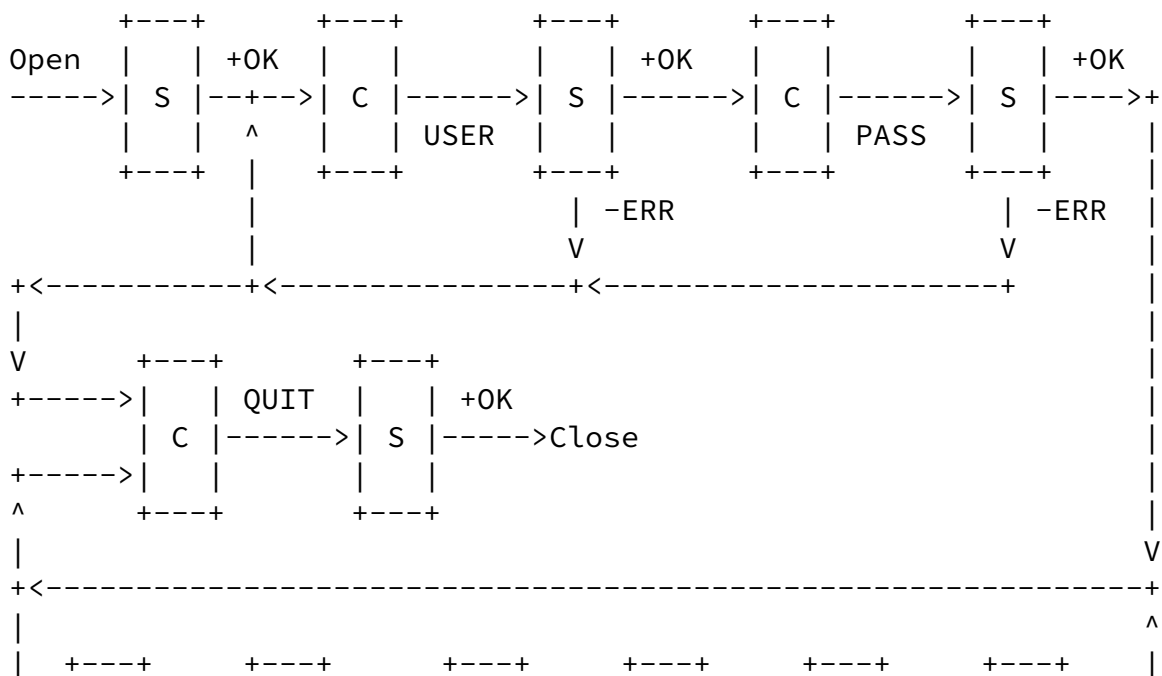 +---+       +---+       +---+       +---+       +---+
Open  |   | +OK   |   |       |   | +OK   |   |       |   | +OK
----->| S |--+--->| C |------>| S |------>| C |------>| S |---->+
      |   |  ^    |   | USER  |   |       |   | PASS  |   |     |
      +---+  |    +---+       +---+       +---+       +---+     |
             |                  | -ERR                  | -ERR  |
             |                  V                       V       |
+<-----------+<-----------------+<----------------------+       |
|                                                               |
V      +---+       +---+                                        |
+----->|   | QUIT  |   | +OK                                    |
       | C |------>| S |----->Close                             |
+----->|   |       |   |                                        |
^      +---+       +---+                                        |
|                                                               V
+<--------------------------------------------------------------+
|                                                               ^
|  +---+     +---+      +---+     +---+     +---+     +---+     |